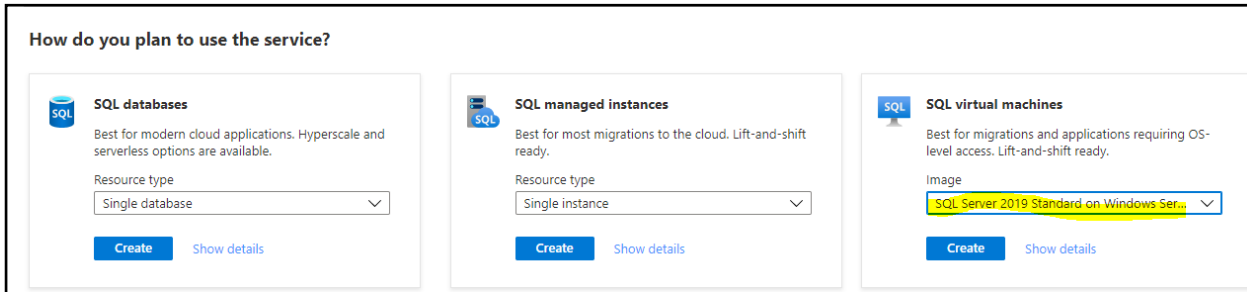 How do you plan to use the service?
SQL
SQL databases
Best for modern cloud applications. Hyperscale and
serverless options are available.
Resource type
Single database
Create Show details
SQL
SQL managed instances
Best for most migrations to the cloud. Lift-and-shift
ready.
Resource type
Single instance
Create Show details
SQL
SQL virtual machines
Best for migrations and applications requiring OS-
level access. Lift-and-shift ready.
Image
SQL Server 2019 Standard on Windows Ser...
Create Show details